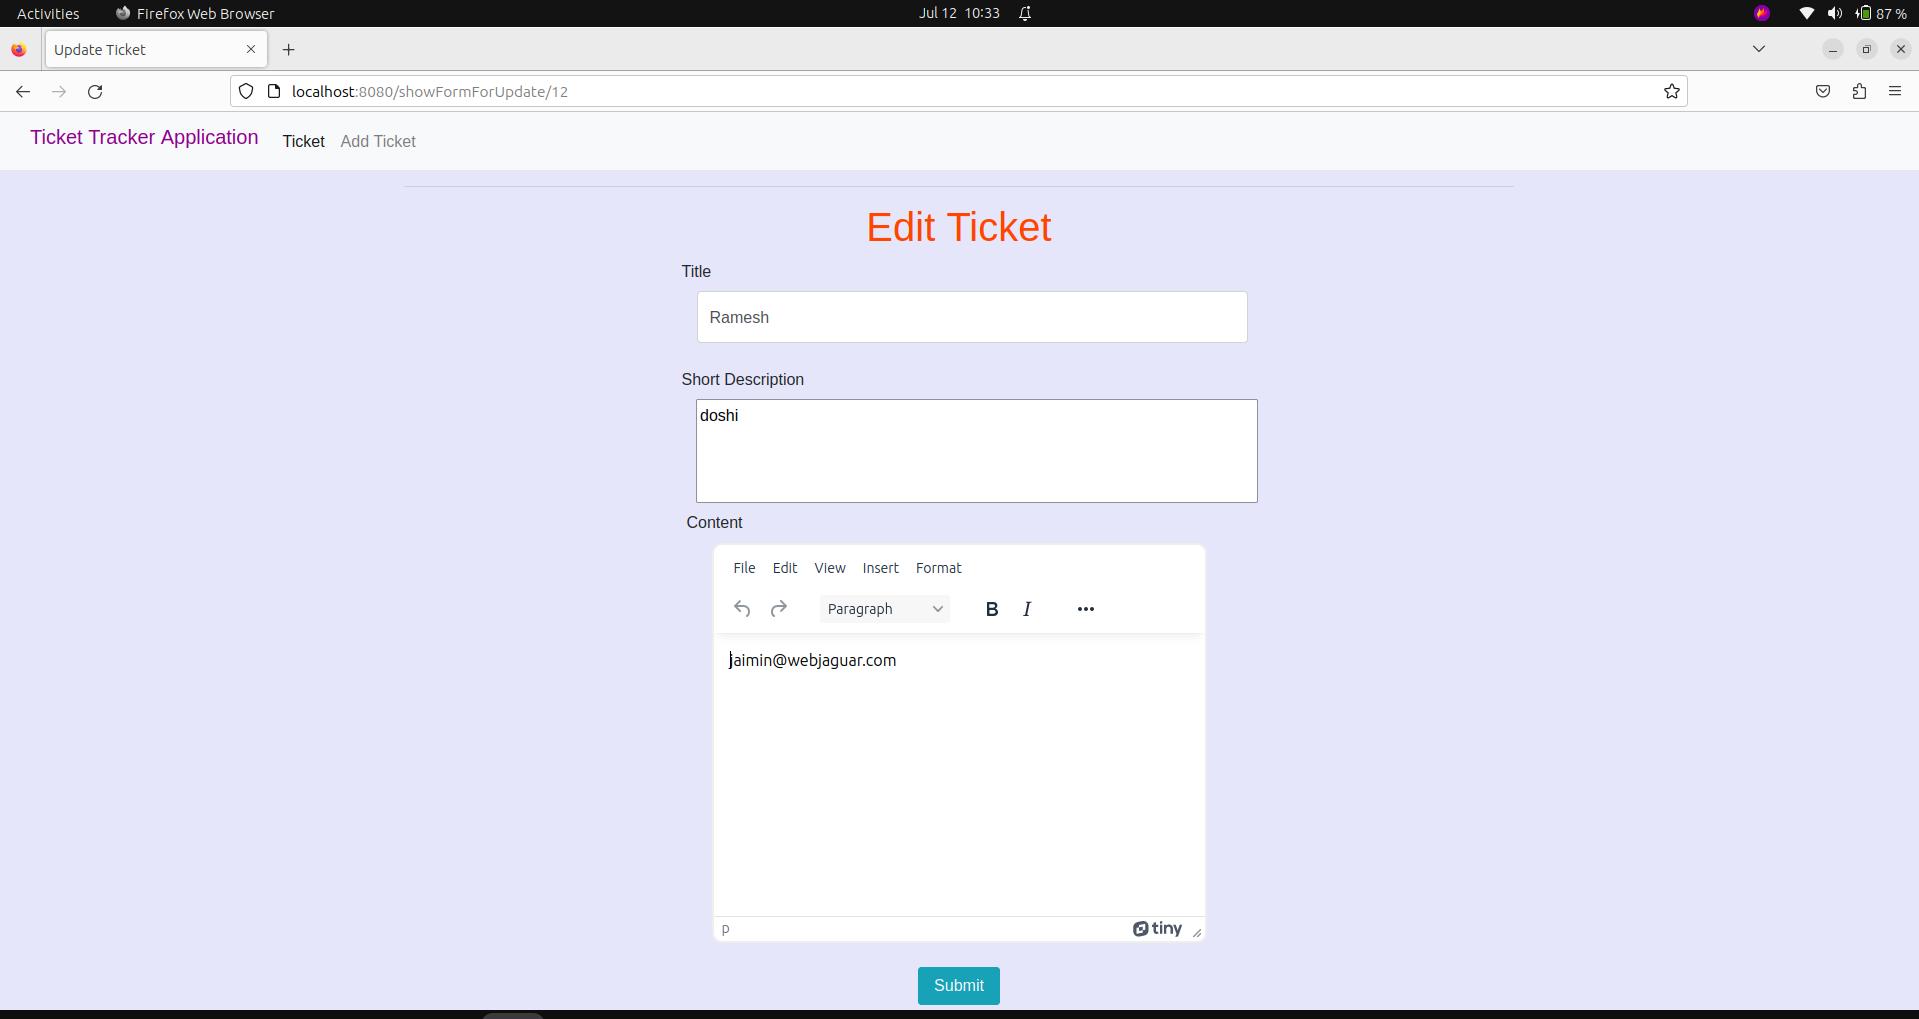 Activities Firefox Web Browser Jul 12 10:33 87 %
Update Ticket
localhost:8080/showFormForUpdate/12
Ticket Tracker Application Ticket Add Ticket
Edit Ticket
Title
Ramesh
Short Description
doshi
Content
File Edit View Insert Format
Paragraph B I
jaimin@webjaguar.com
p tiny
Submit